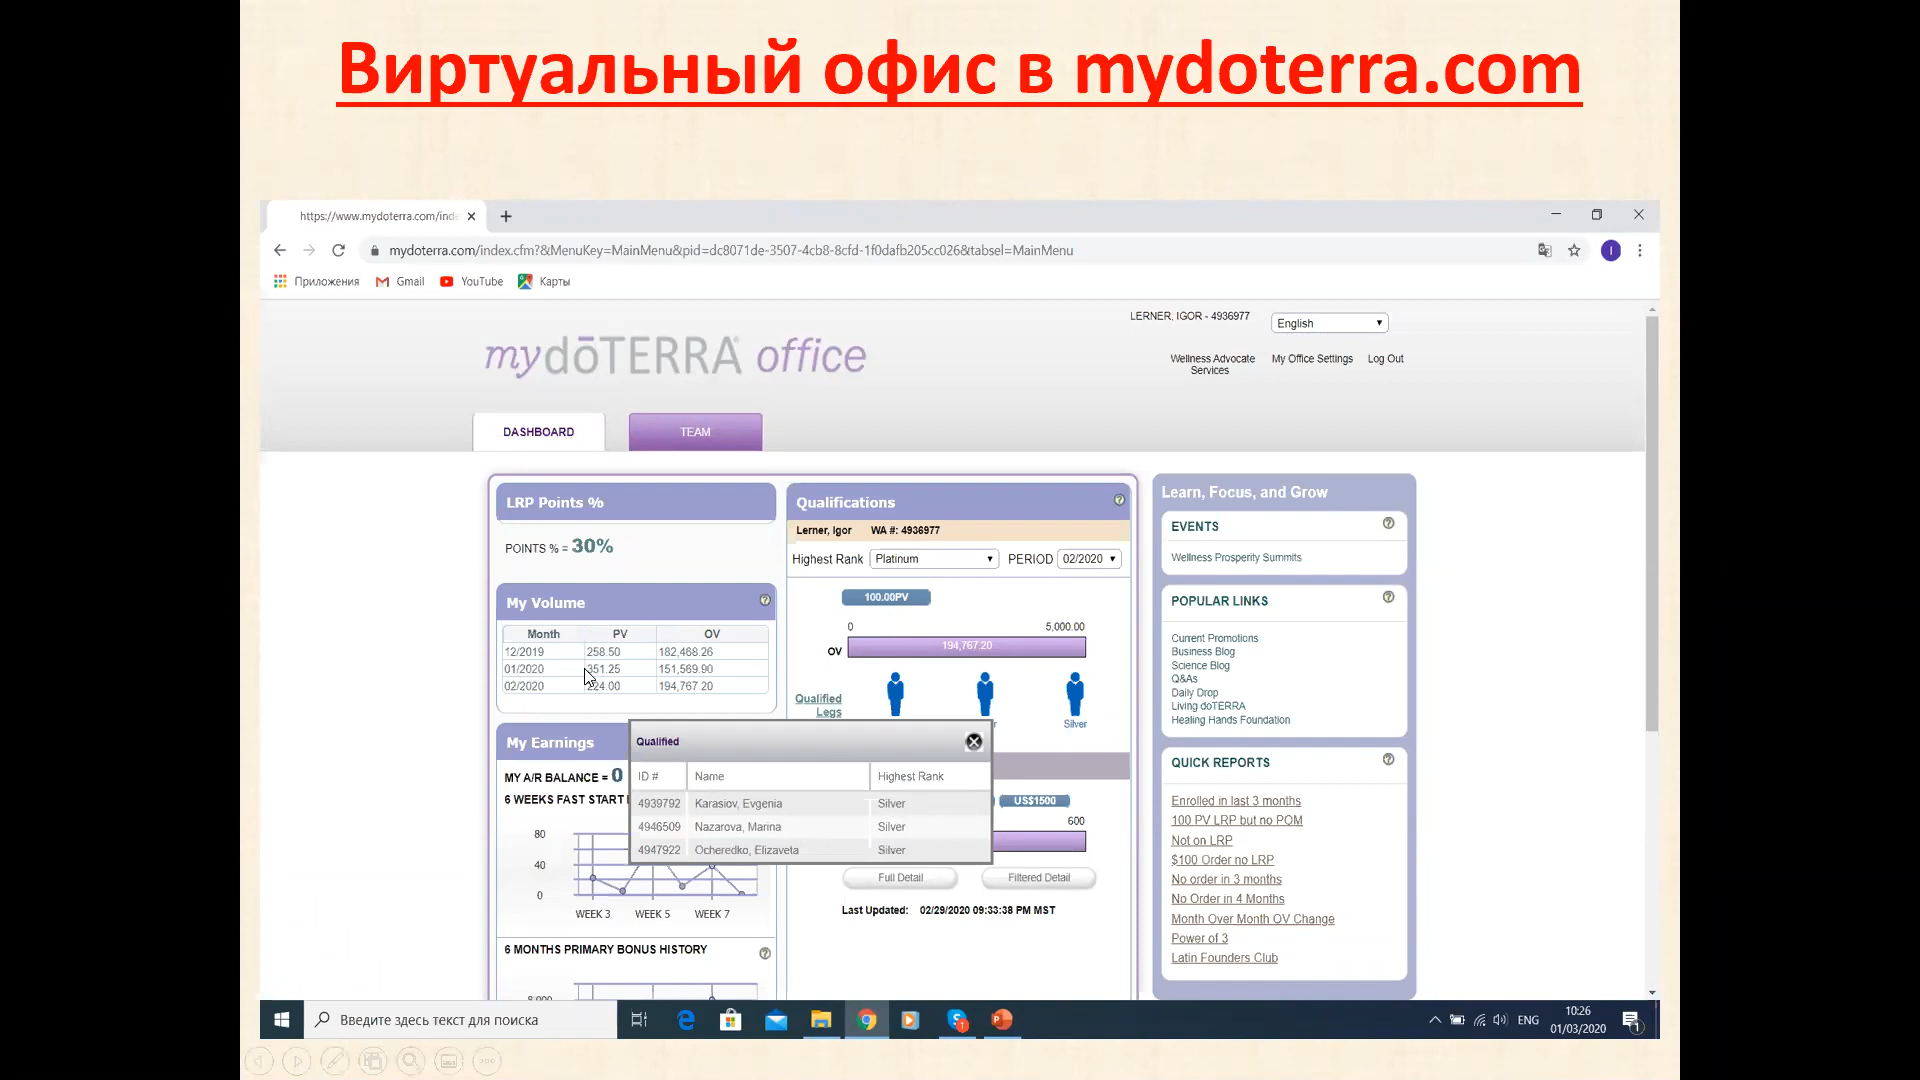 Виртуальный офис в mydoterra.com
https://www.mydoterra.com/inde
mydoterra.com/index.cfm?&MenuKey=MainMenu&pid=dc8071de-3507-4cb8-8cfd-1f0dafb205cc026&tabsel=MainMenu
Приложения Gmail YouTube Карты
LERNER, IGOR - 4936977 English
mydōTERRA office
Wellness Advocate Services My Office Settings Log Out
DASHBOARD TEAM
LRP Points %
POINTS % = 30%
My Volume
Month PV OV
12/2019 258.50 182,468.26
01/2020 351.25 151,569.90
02/2020 224.00 194,767.20
My Earnings
MY A/R BALANCE = 0
6 WEEKS FAST START
80
40
0
WEEK 3 WEEK 5 WEEK 7
6 MONTHS PRIMARY BONUS HISTORY
Qualifications
Lerner, Igor WA #: 4936977
Highest Rank Platinum PERIOD 02/2020
100.00PV
0 5,000.00
OV 194,767.20
Qualified Legs
Silver
Qualified
ID # Name Highest Rank
4939792 Karasiov, Evgenia Silver
4946509 Nazarova, Marina Silver
4947922 Ocheredko, Elizaveta Silver
US$1500
600
Full Detail Filtered Detail
Last Updated: 02/29/2020 09:33:38 PM MST
Learn, Focus, and Grow
EVENTS
Wellness Prosperity Summits
POPULAR LINKS
Current Promotions
Business Blog
Science Blog
Q&As
Daily Drop
Living doTERRA
Healing Hands Foundation
QUICK REPORTS
Enrolled in last 3 months
100 PV LRP but no POM
Not on LRP
$100 Order no LRP
No order in 3 months
No Order in 4 Months
Month Over Month OV Change
Power of 3
Latin Founders Club
Введите здесь текст для поиска
ENG
10:26
01/03/2020
1